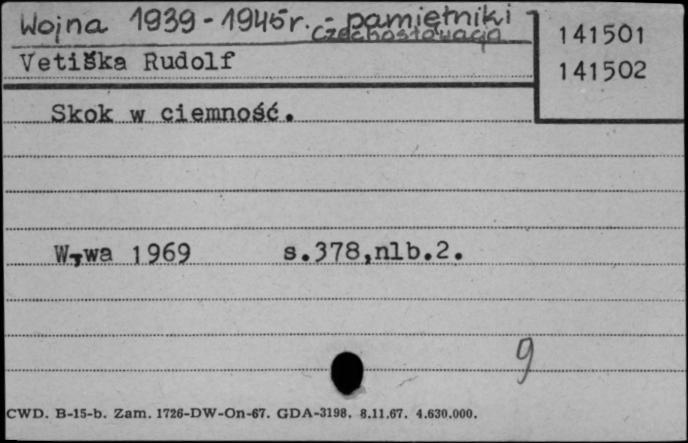 Wojna 1939-1945r. - pamiętniki
Czechosłowacja
141501
141502
Vetiška Rudolf
Skok w ciemność.
W-wa 1969 s.378,nlb.2.
9
CWD. B-15-b. Zam. 1726-DW-On-67. GDA-3198. 8.11.67. 4.630.000.